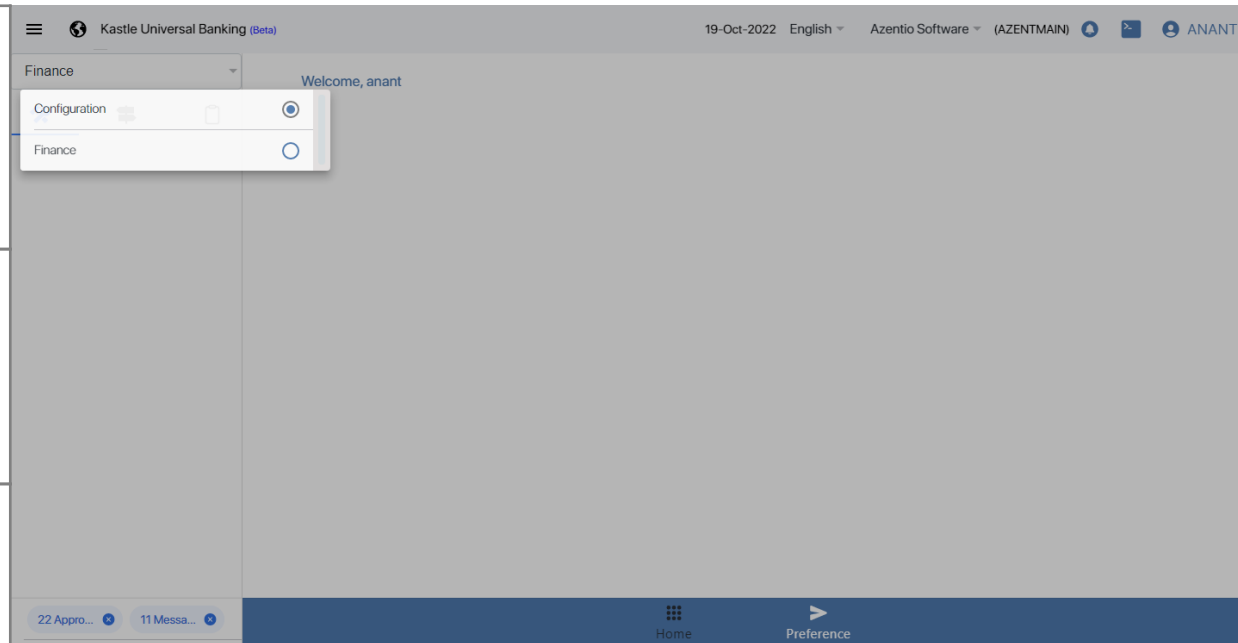 Kastle Universal Banking (Beta) 19-Oct-2022 English Azentio Software (AZENTMAIN) ANANT
Finance
Welcome, anant
Configuration
Finance
22 Appro... 11 Messa...
Home Preference